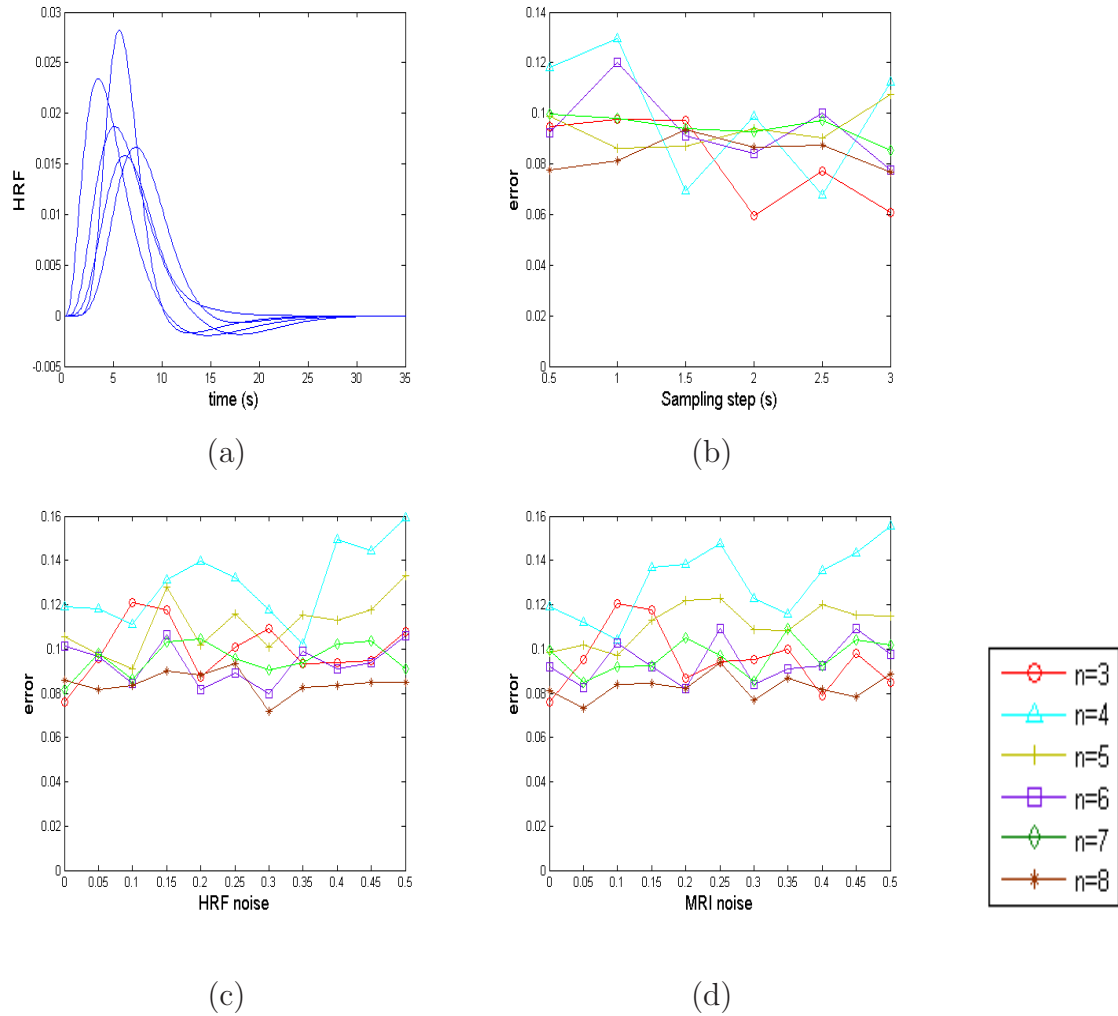 0.03
0.025
0.02
0.015
0.01
0.005
0
-0.005
HRF
0 5 10 15 20 25 30 35
time (s)
(a)
0.14
0.12
0.1
0.08
0.06
0.04
0.02
0
error
0.5 1 1.5 2 2.5 3
Sampling step (s)
(b)
0.16
0.14
0.12
0.1
0.08
0.06
0.04
0.02
0
error
0 0.05 0.1 0.15 0.2 0.25 0.3 0.35 0.4 0.45 0.5
HRF noise
(c)
0.16
0.14
0.12
0.1
0.08
0.06
0.04
0.02
0
error
0 0.05 0.1 0.15 0.2 0.25 0.3 0.35 0.4 0.45 0.5
MRI noise
(d)
n=3
n=4
n=5
n=6
n=7
n=8